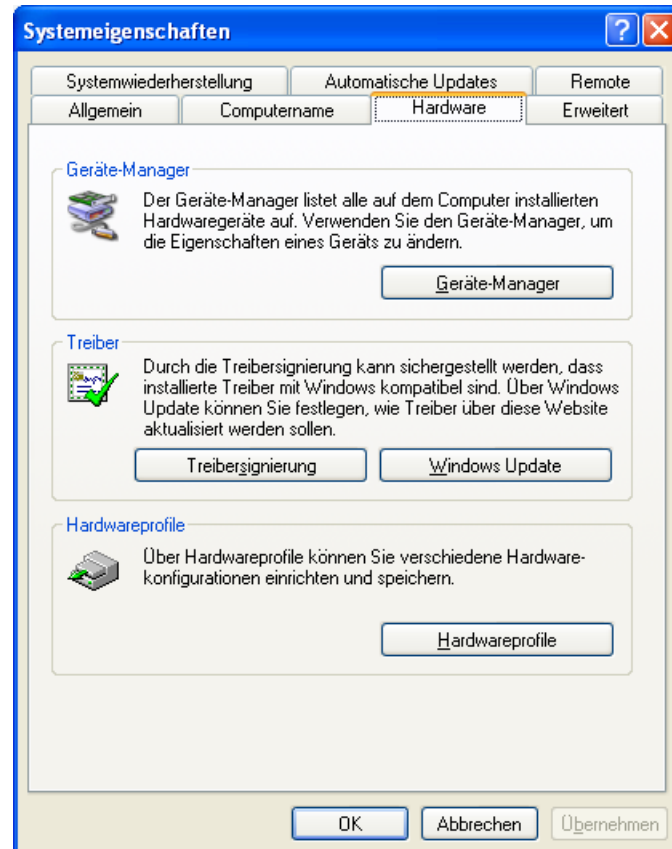 Systemeigenschaften
Systemwiederherstellung Automatische Updates Remote
Allgemein Computername Hardware Erweitert
Geräte-Manager
Der Geräte-Manager listet alle auf dem Computer installierten
Hardwaregeräte auf. Verwenden Sie den Geräte-Manager, um
die Eigenschaften eines Geräts zu ändern.
Geräte-Manager
Treiber
Durch die Treibersignierung kann sichergestellt werden, dass
installierte Treiber mit Windows kompatibel sind. Über Windows
Update können Sie festlegen, wie Treiber über diese Website
aktualisiert werden sollen.
Treibersignierung Windows Update
Hardwareprofile
Über Hardwareprofile können Sie verschiedene Hardware-
konfigurationen einrichten und speichern.
Hardwareprofile
OK Abbrechen Übernehmen